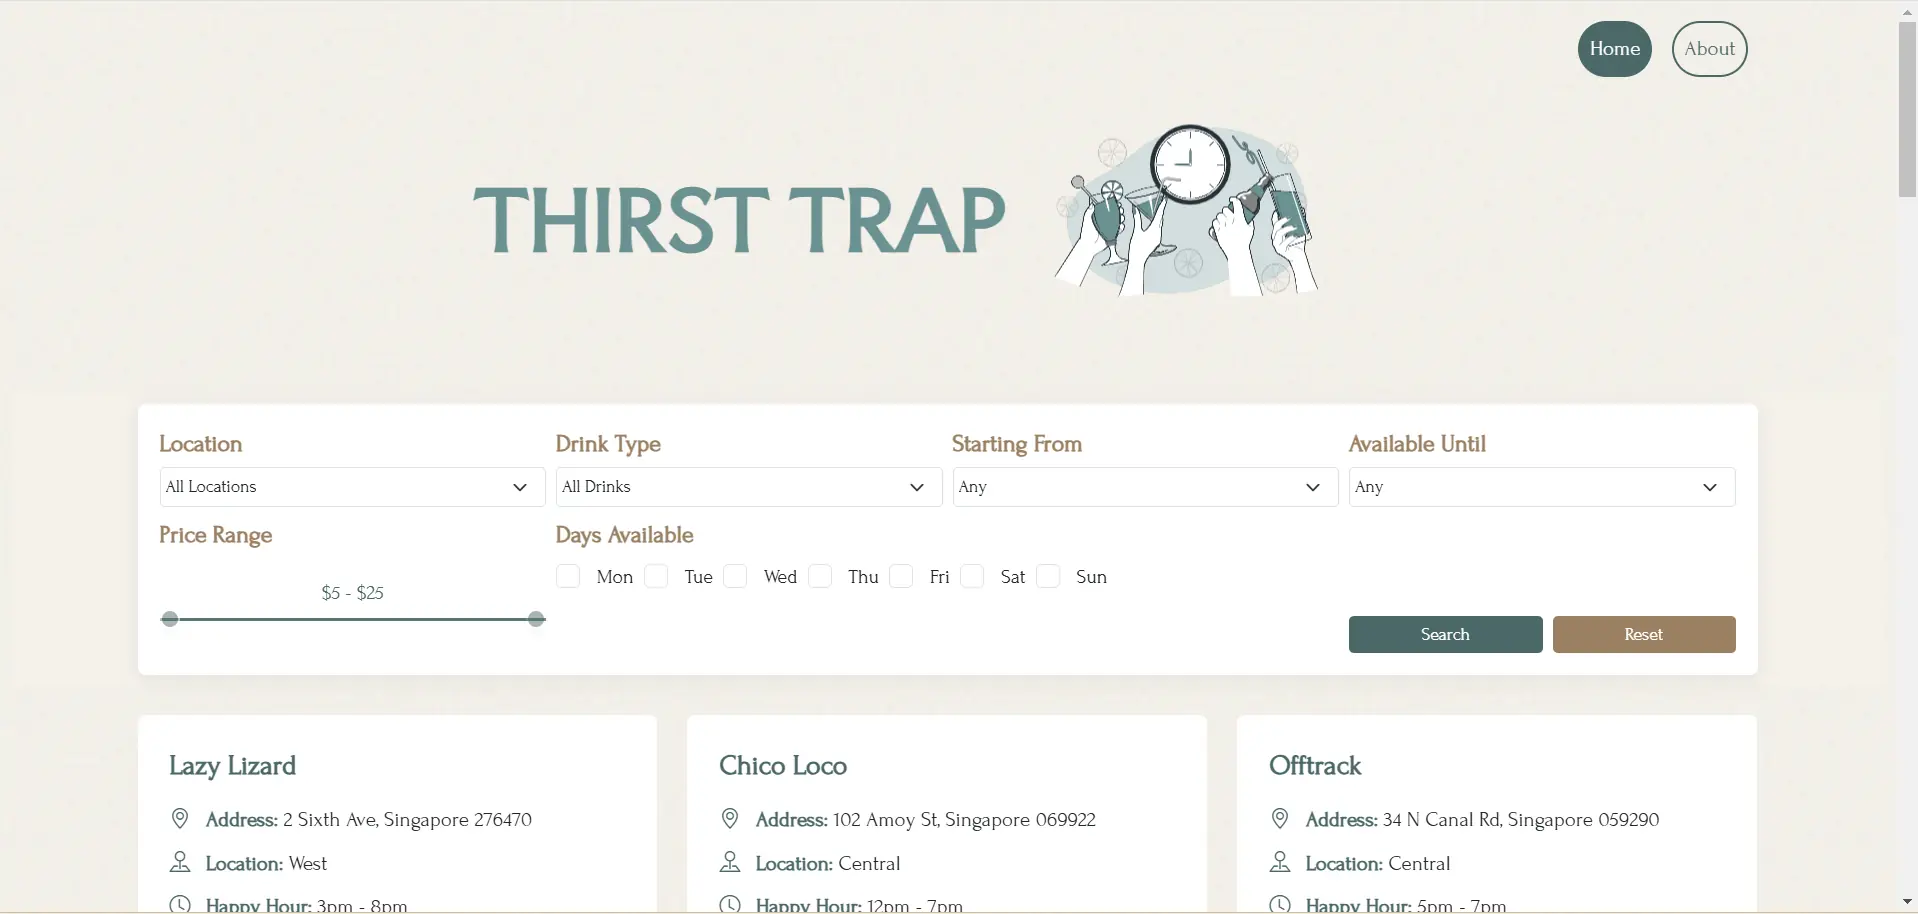 Home About
THIRST TRAP
Location Drink Type Starting From Available Until
All Locations All Drinks Any Any
Price Range Days Available
Mon Tue Wed Thu Fri Sat Sun
$5 - $25
Search Reset
Lazy Lizard Chico Loco Offtrack
Address: 2 Sixth Ave, Singapore 276470 Address: 102 Amoy St, Singapore 069922 Address: 34 N Canal Rd, Singapore 059290
Location: West Location: Central Location: Central
Happy Hour: 3pm - 8pm Happy Hour: 12pm - 7pm Happy Hour: 5pm - 7pm